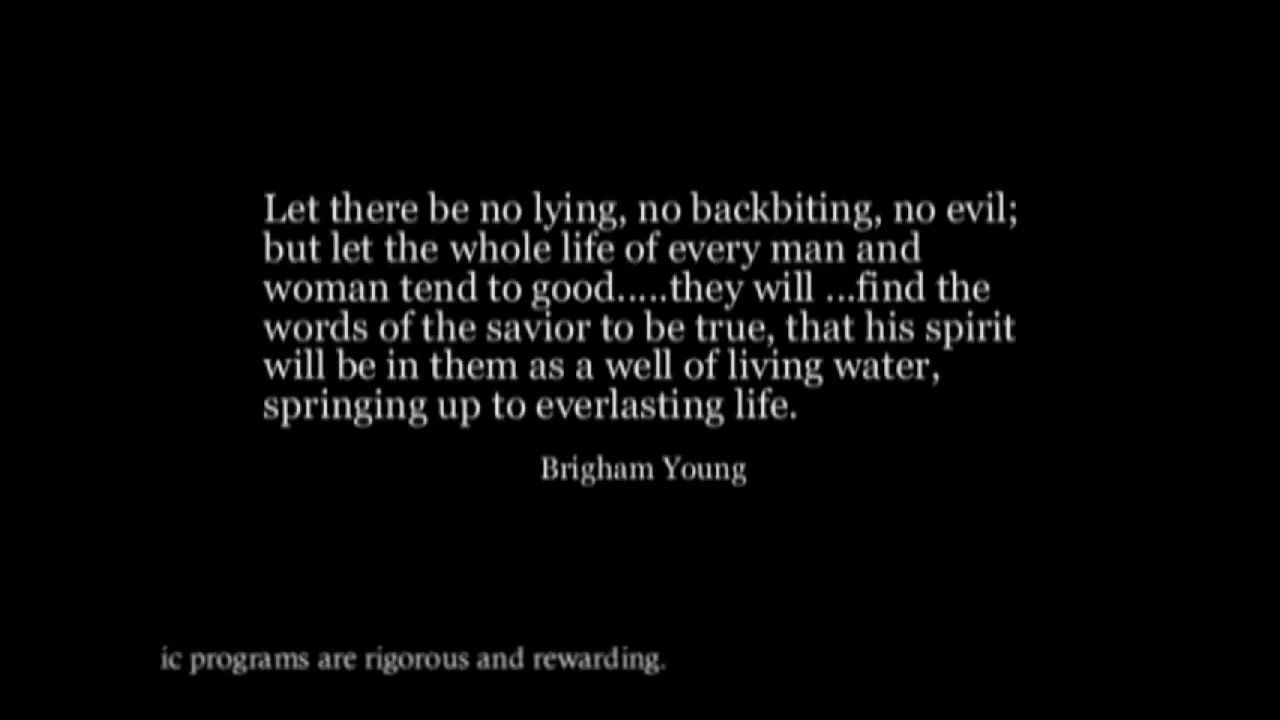 Let there be no lying, no backbiting, no evil;
but let the whole life of every man and
woman tend to good.....they will ...find the
words of the savior to be true, that his spirit
will be in them as a well of living water,
springing up to everlasting life.
Brigham Young
ic programs are rigorous and rewarding.